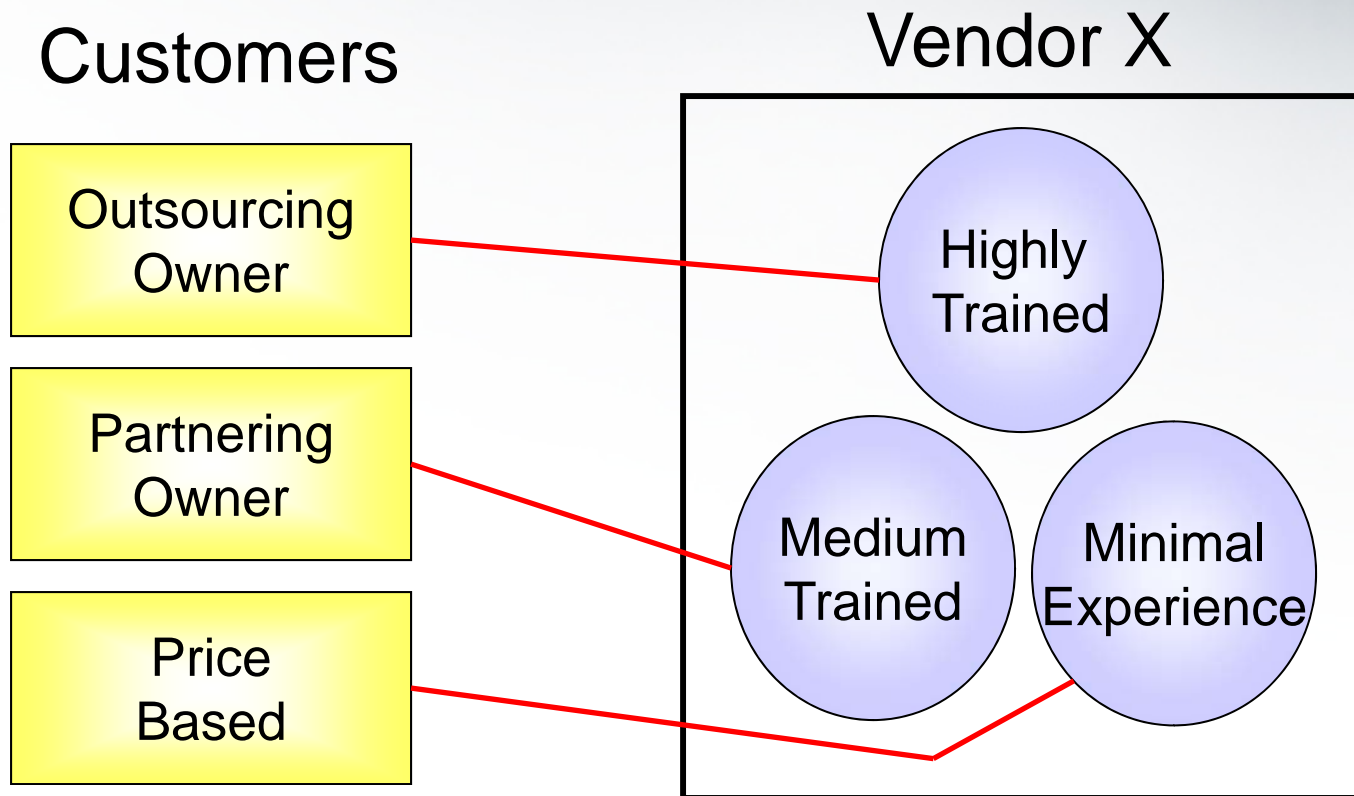 Customers
Vendor X
Outsourcing
Owner
Highly
Trained
Partnering
Owner
Medium
Trained
Minimal
Experience
Price
Based